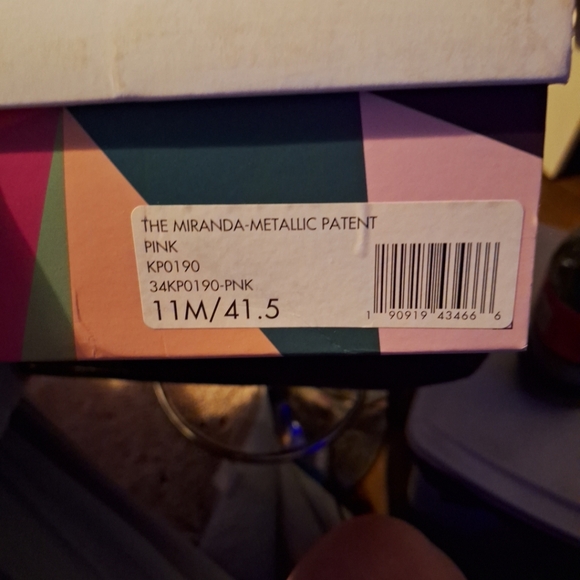 THE MIRANDA-METALLIC PATENT
PINK
KP0190
34KP0190-PNK
11M/41.5
1 90919 43466 6